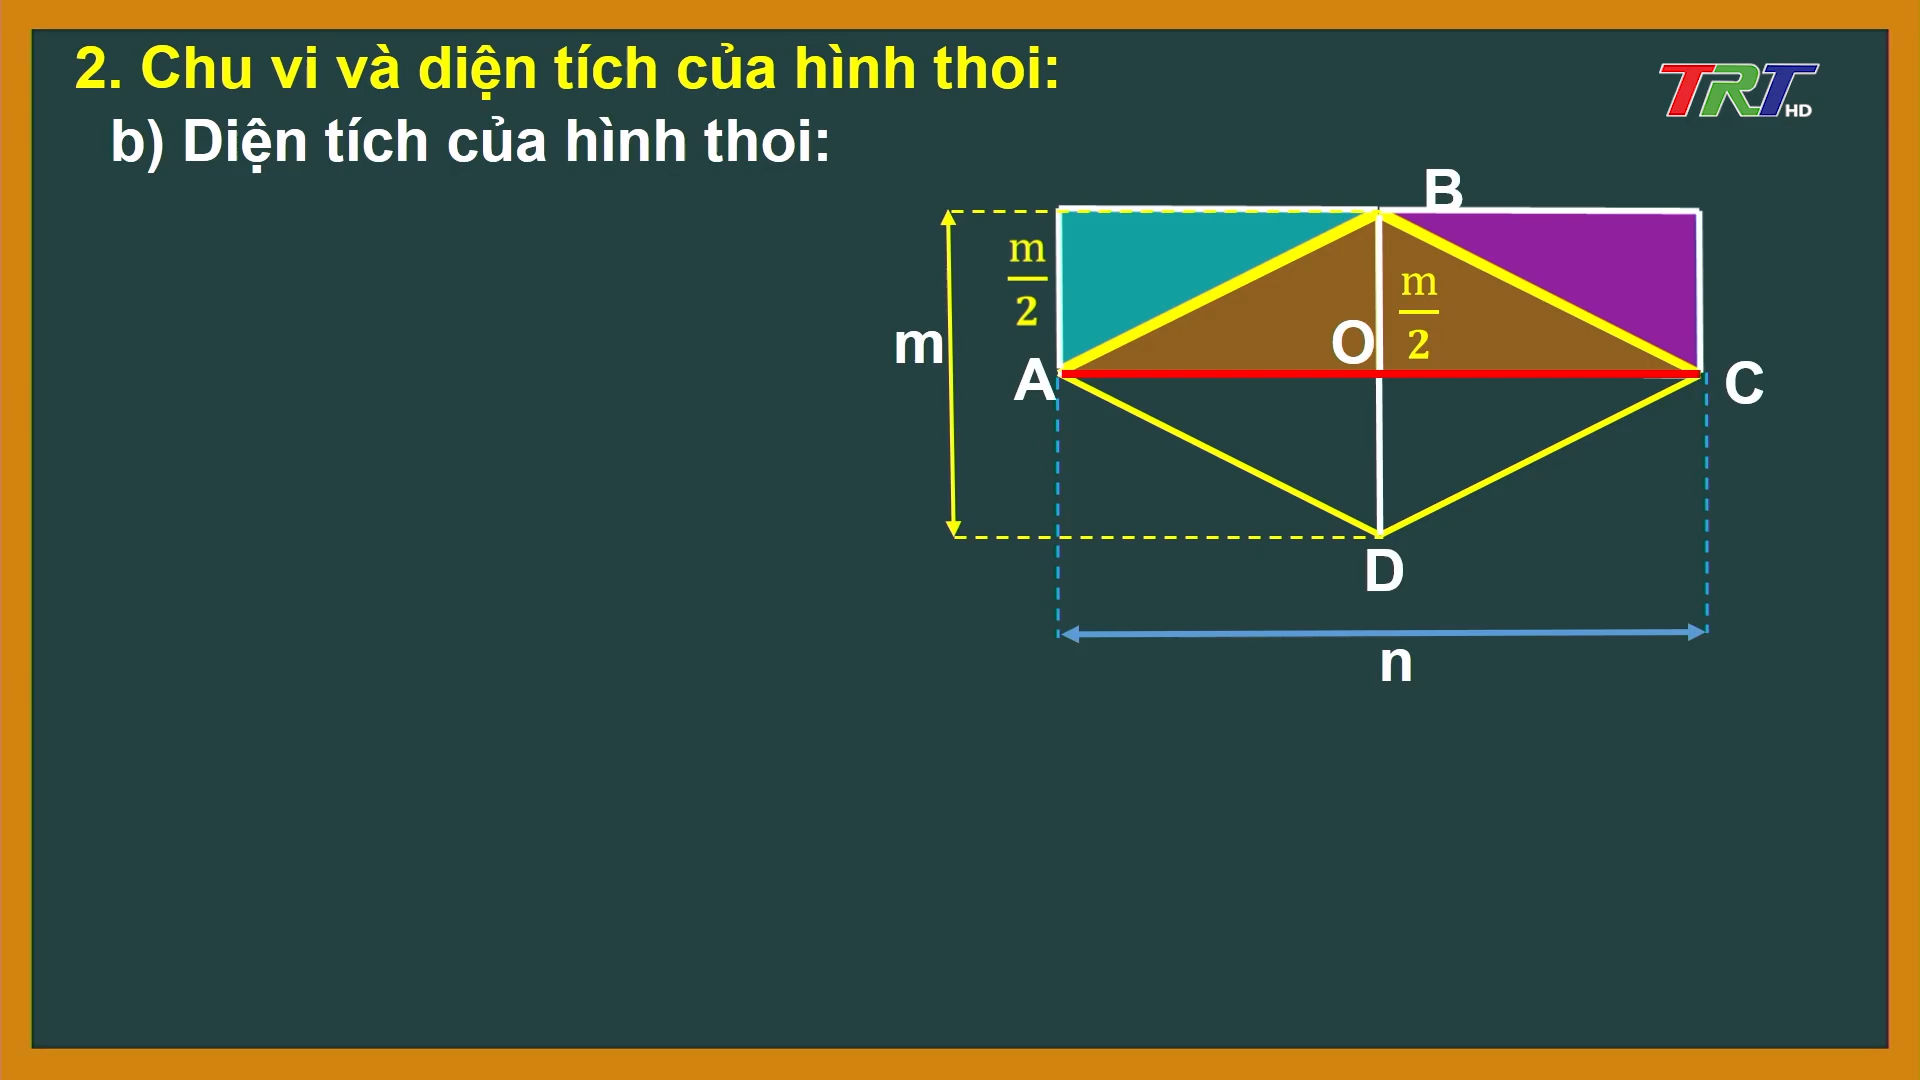 2. Chu vi và diện tích của hình thoi:
TRT HD
b) Diện tích của hình thoi:
B
m
2
m
2
m
O
A
C
D
n